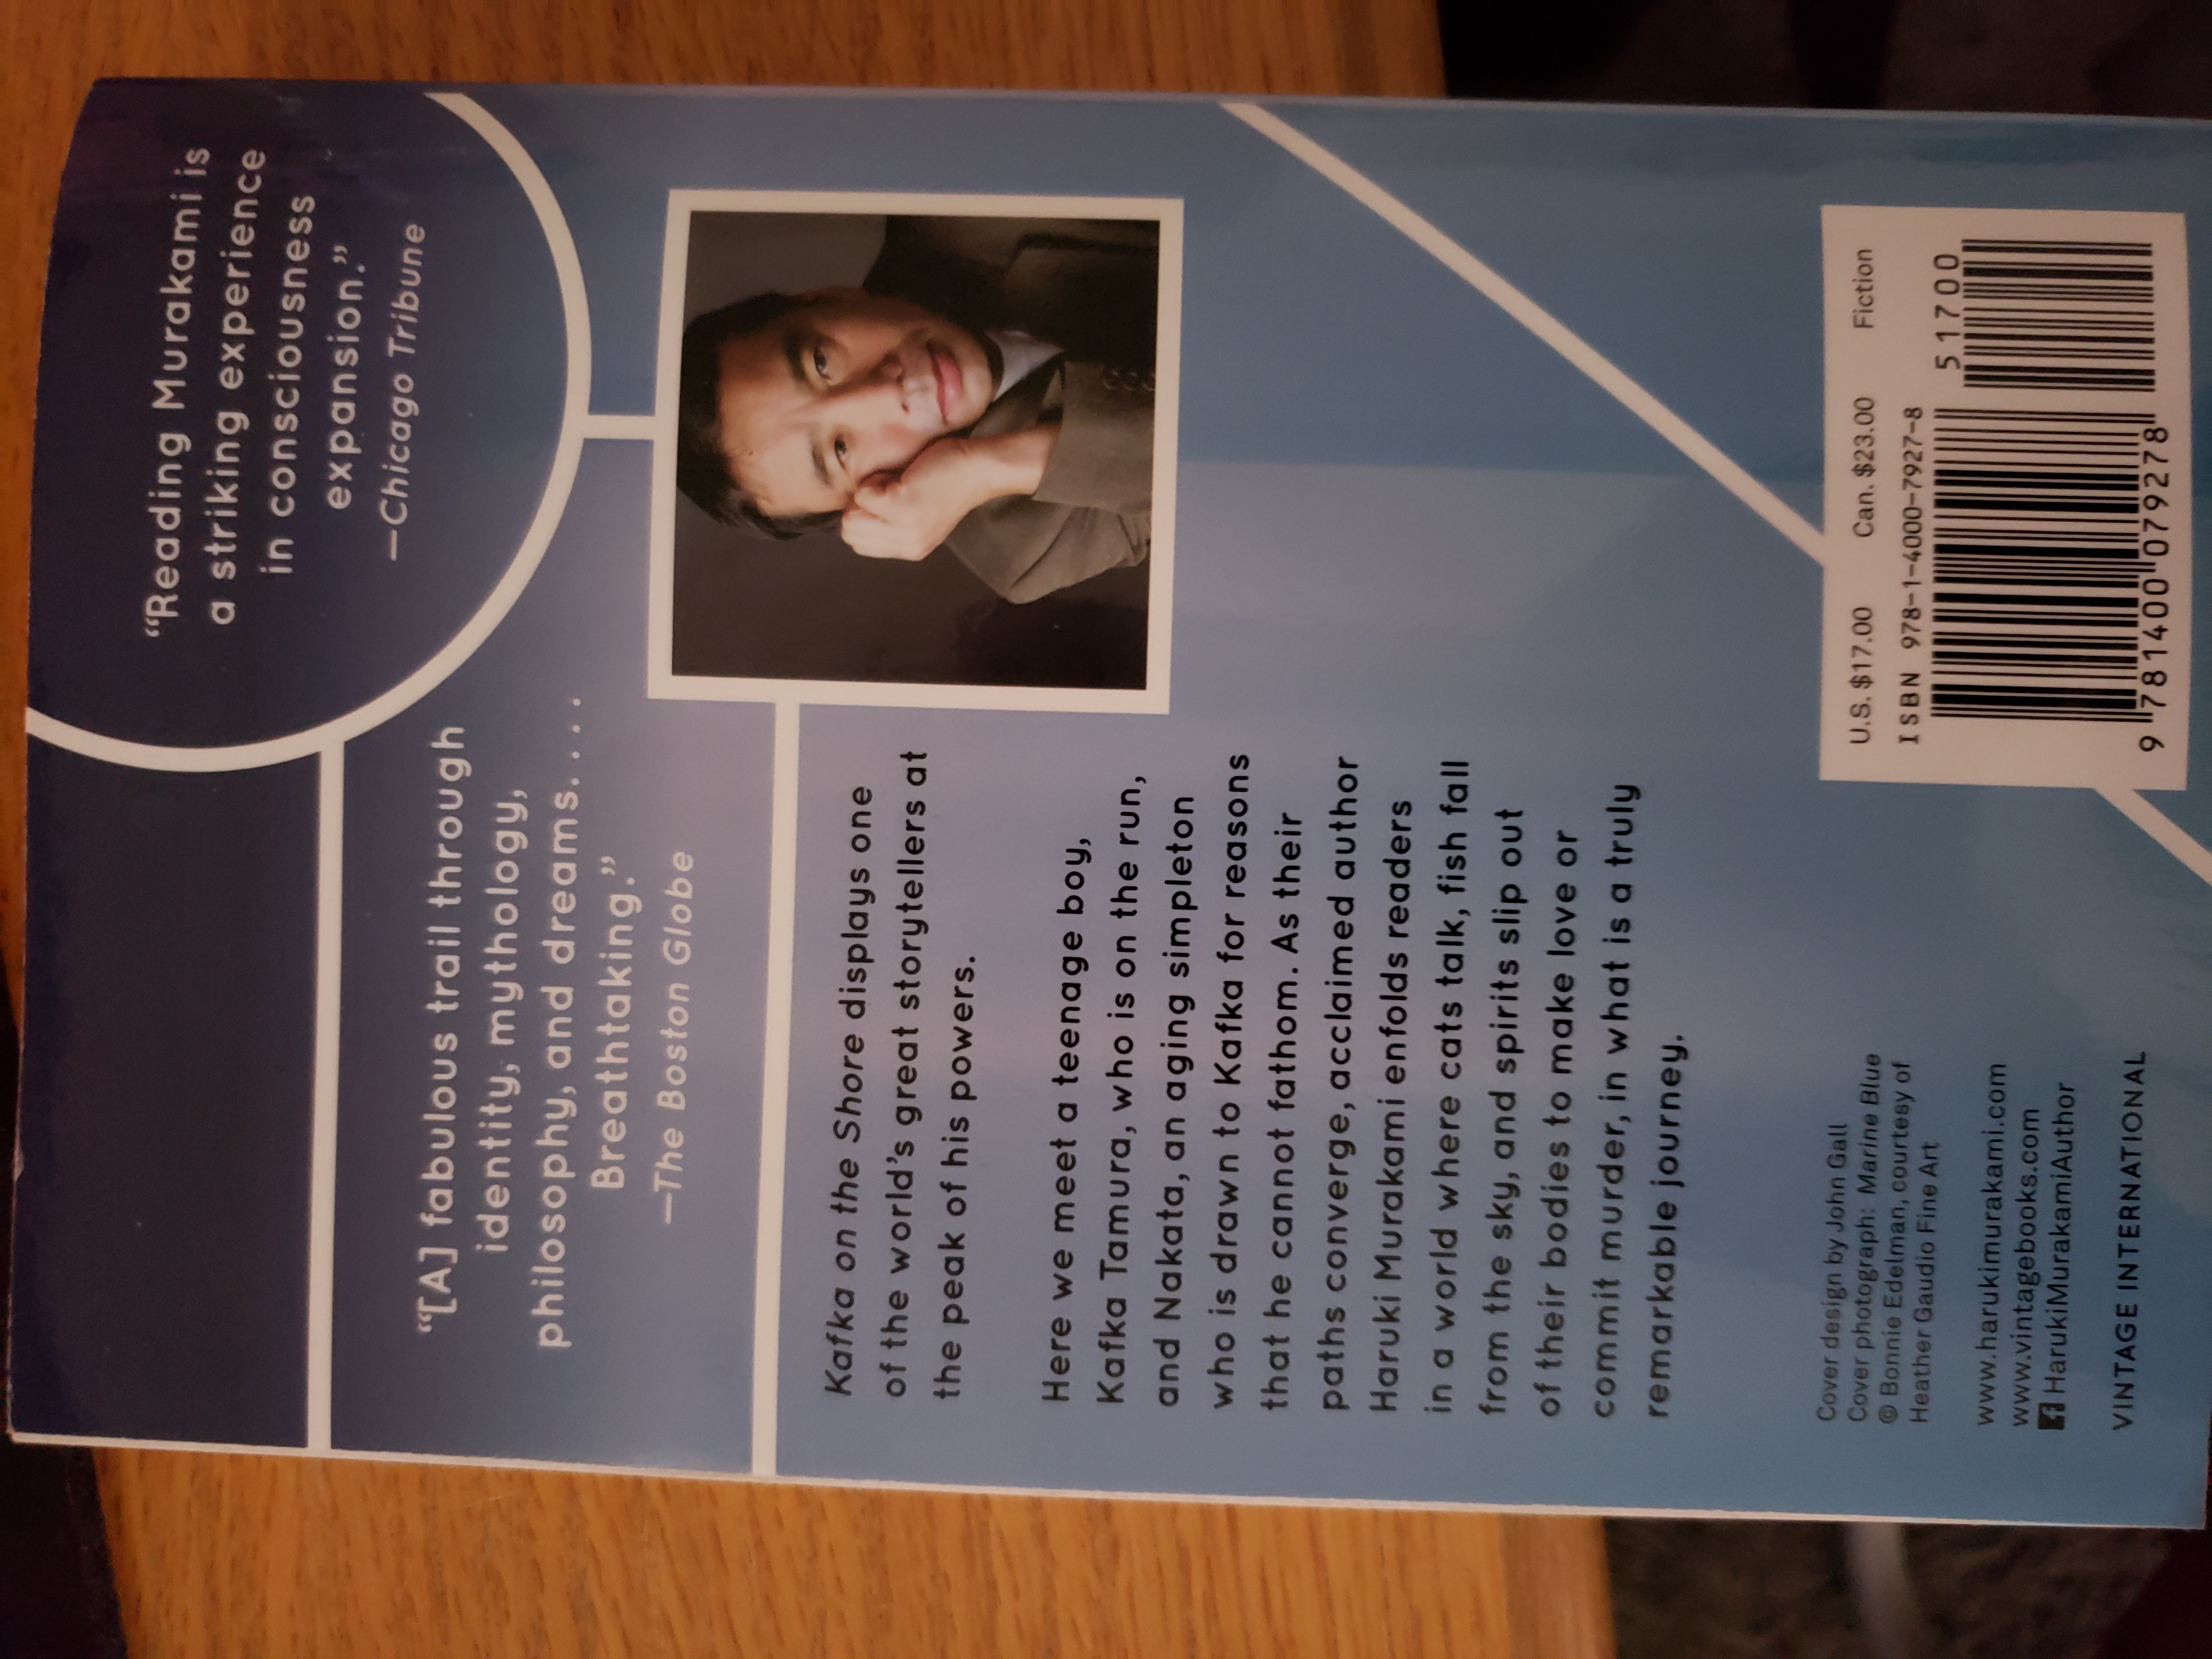 “Reading Murakami is
a striking experience
in consciousness
expansion.”
—Chicago Tribune
“[A] fabulous trail through
identity, mythology,
philosophy, and dreams. . . .
Breathtaking.”
—The Boston Globe
Kafka on the Shore displays one
of the world’s great storytellers at
the peak of his powers.
Here we meet a teenage boy,
Kafka Tamura, who is on the run,
and Nakata, an aging simpleton
who is drawn to Kafka for reasons
that he cannot fathom. As their
paths converge, acclaimed author
Haruki Murakami enfolds readers
in a world where cats talk, fish fall
from the sky, and spirits slip out
of their bodies to make love or
commit murder, in what is a truly
remarkable journey.
Cover design by John Gall
Cover photograph: Marine Blue
© Bonnie Edelman, courtesy of
Heather Gaudio Fine Art
www.harukimurakami.com
www.vintagebooks.com
HarukiMurakamiAuthor
VINTAGE INTERNATIONAL
U.S. $17.00 Can. $23.00 Fiction
ISBN 978-1-4000-7927-8
51700
9 781400 079278